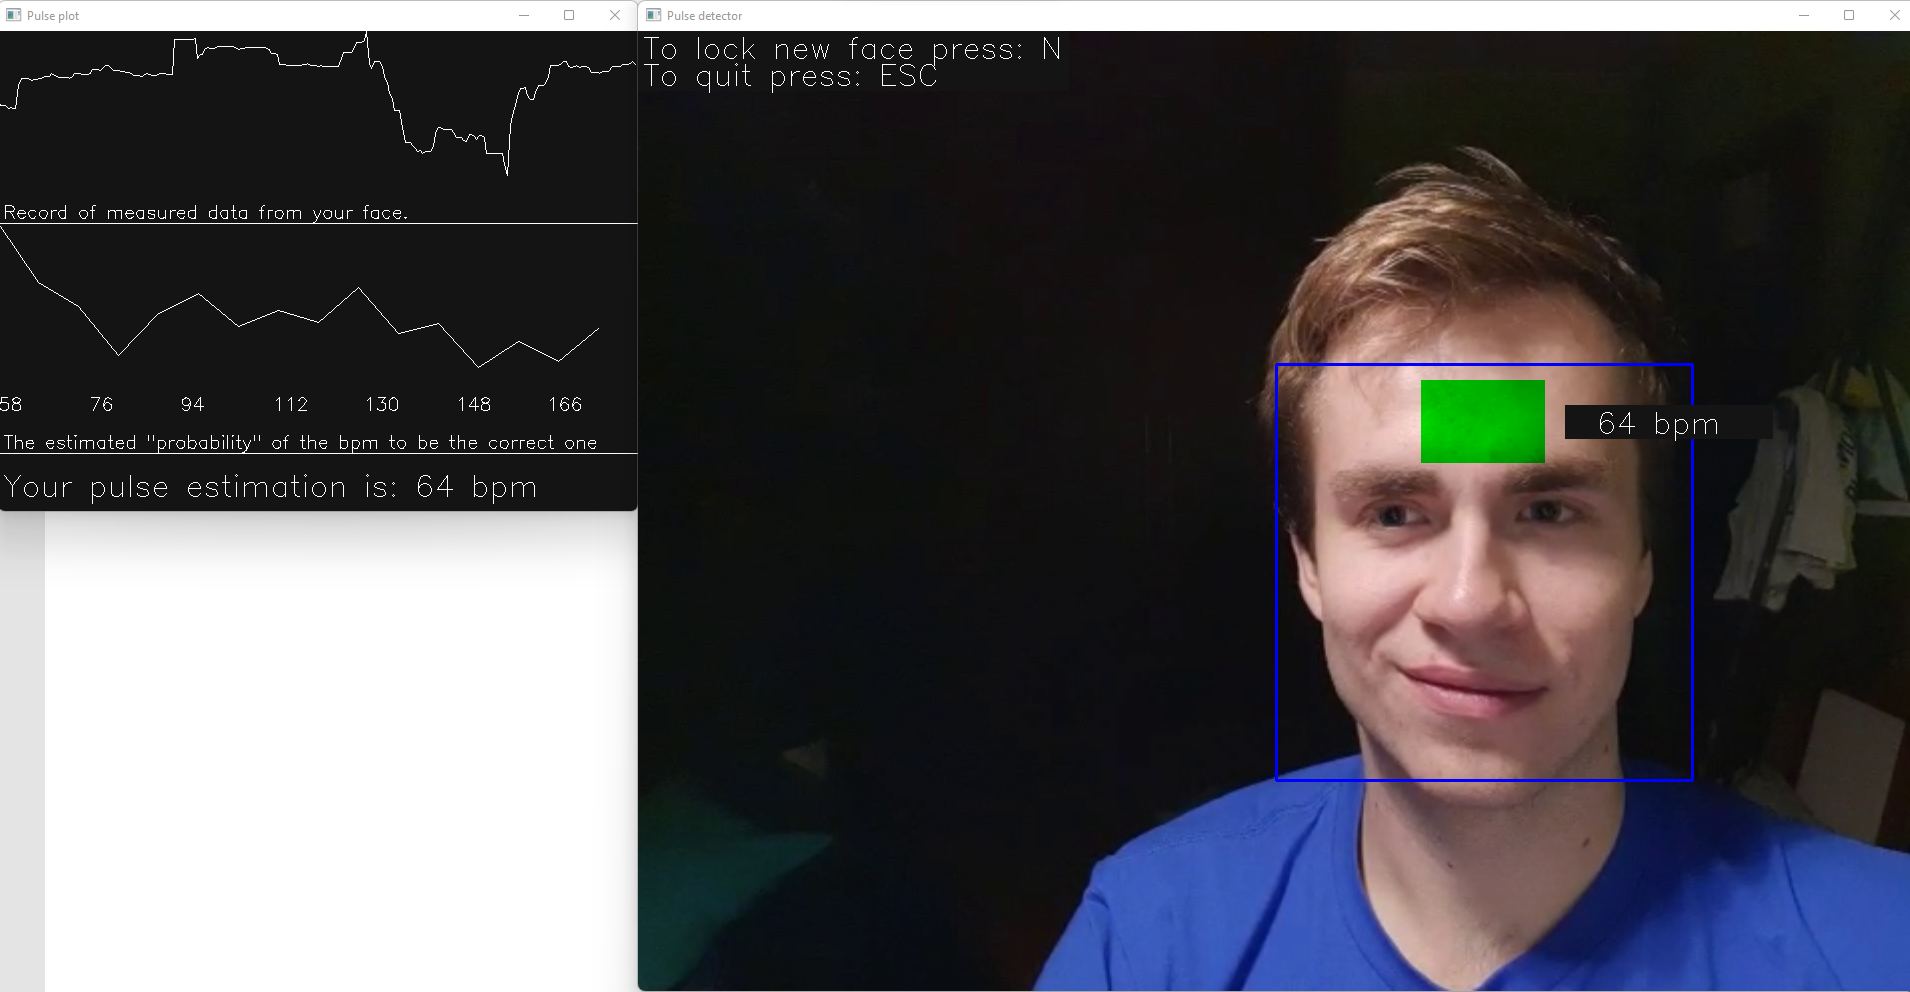 Pulse plot
Record of measured data from your face.
58 76 94 112 130 148 166
The estimated "probability" of the bpm to be the correct one
Your pulse estimation is: 64 bpm
Pulse detector
To lock new face press: N
To quit press: ESC
64 bpm